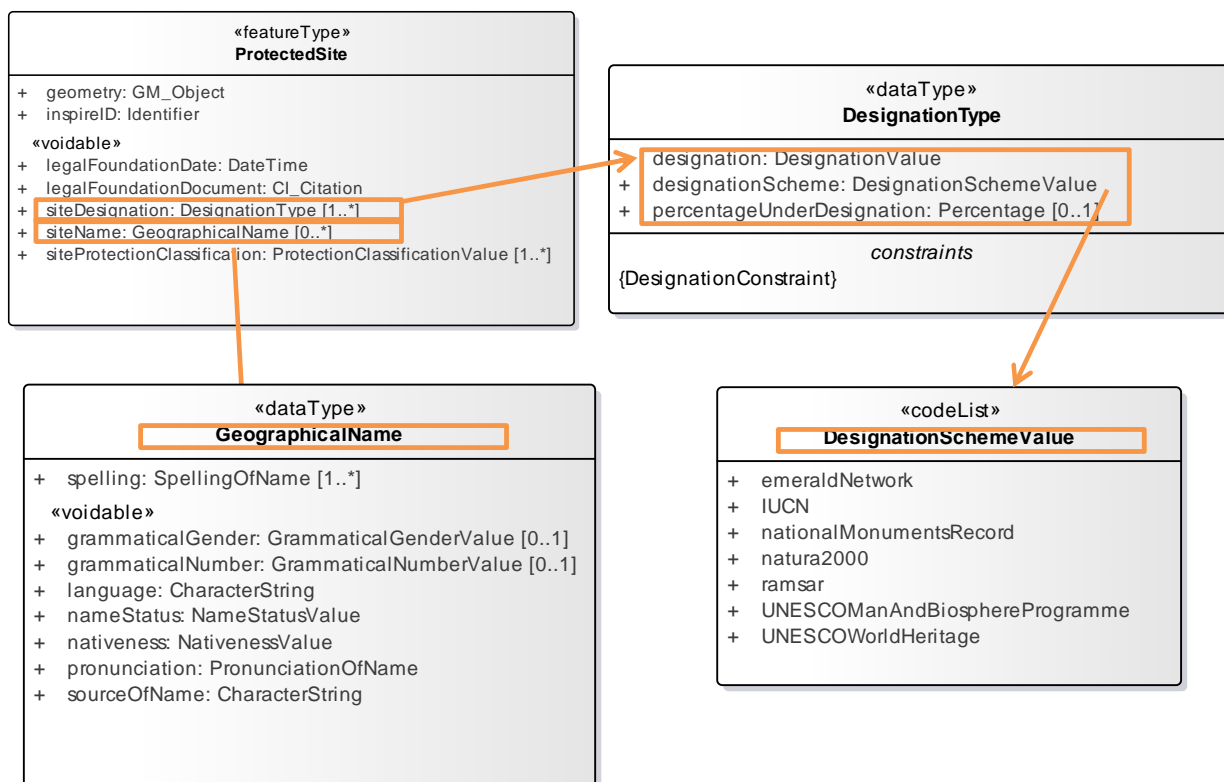 «featureType»
ProtectedSite
+ geometry: GM_Object
+ inspireID: Identifier
«voidable»
+ legalFoundationDate: DateTime
+ legalFoundationDocument: CI_Citation
+ siteDesignation: DesignationType [1..*]
+ siteName: GeographicalName [0..*]
+ siteProtectionClassification: ProtectionClassificationValue [1..*]
«dataType»
DesignationType
designation: DesignationValue
+ designationScheme: DesignationSchemeValue
+ percentageUnderDesignation: Percentage [0..1]
constraints
{DesignationConstraint}
«dataType»
GeographicalName
+ spelling: SpellingOfName [1..*]
«voidable»
+ grammaticalGender: GrammaticalGenderValue [0..1]
+ grammaticalNumber: GrammaticalNumberValue [0..1]
+ language: CharacterString
+ nameStatus: NameStatusValue
+ nativeness: NativenessValue
+ pronunciation: PronunciationOfName
+ sourceOfName: CharacterString
«codeList»
DesignationSchemeValue
+ emeraldNetwork
+ IUCN
+ nationalMonumentsRecord
+ natura2000
+ ramsar
+ UNESCOManAndBiosphereProgramme
+ UNESCOWorldHeritage